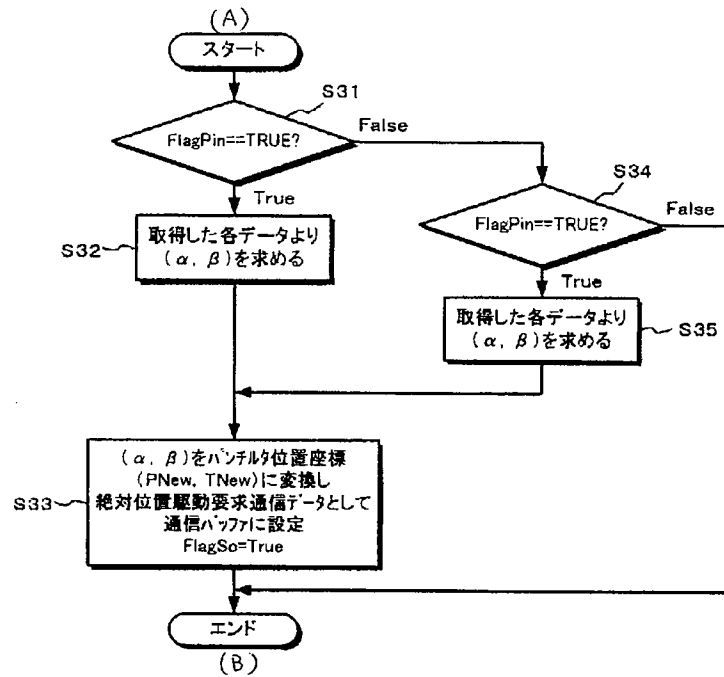 (A)
スタート
S31
FlagPin==TRUE?
False
True
S34
FlagPin==TRUE?
False
True
S32
取得した各データより
(α, β)を求める
取得した各データより
(α, β)を求める
S35
S33
(α, β)をパンチルタ位置座標
(PNew, TNew)に変換し
絶対位置駆動要求通信データとして
通信バッファに設定
FlagSo=True
エンド
(B)